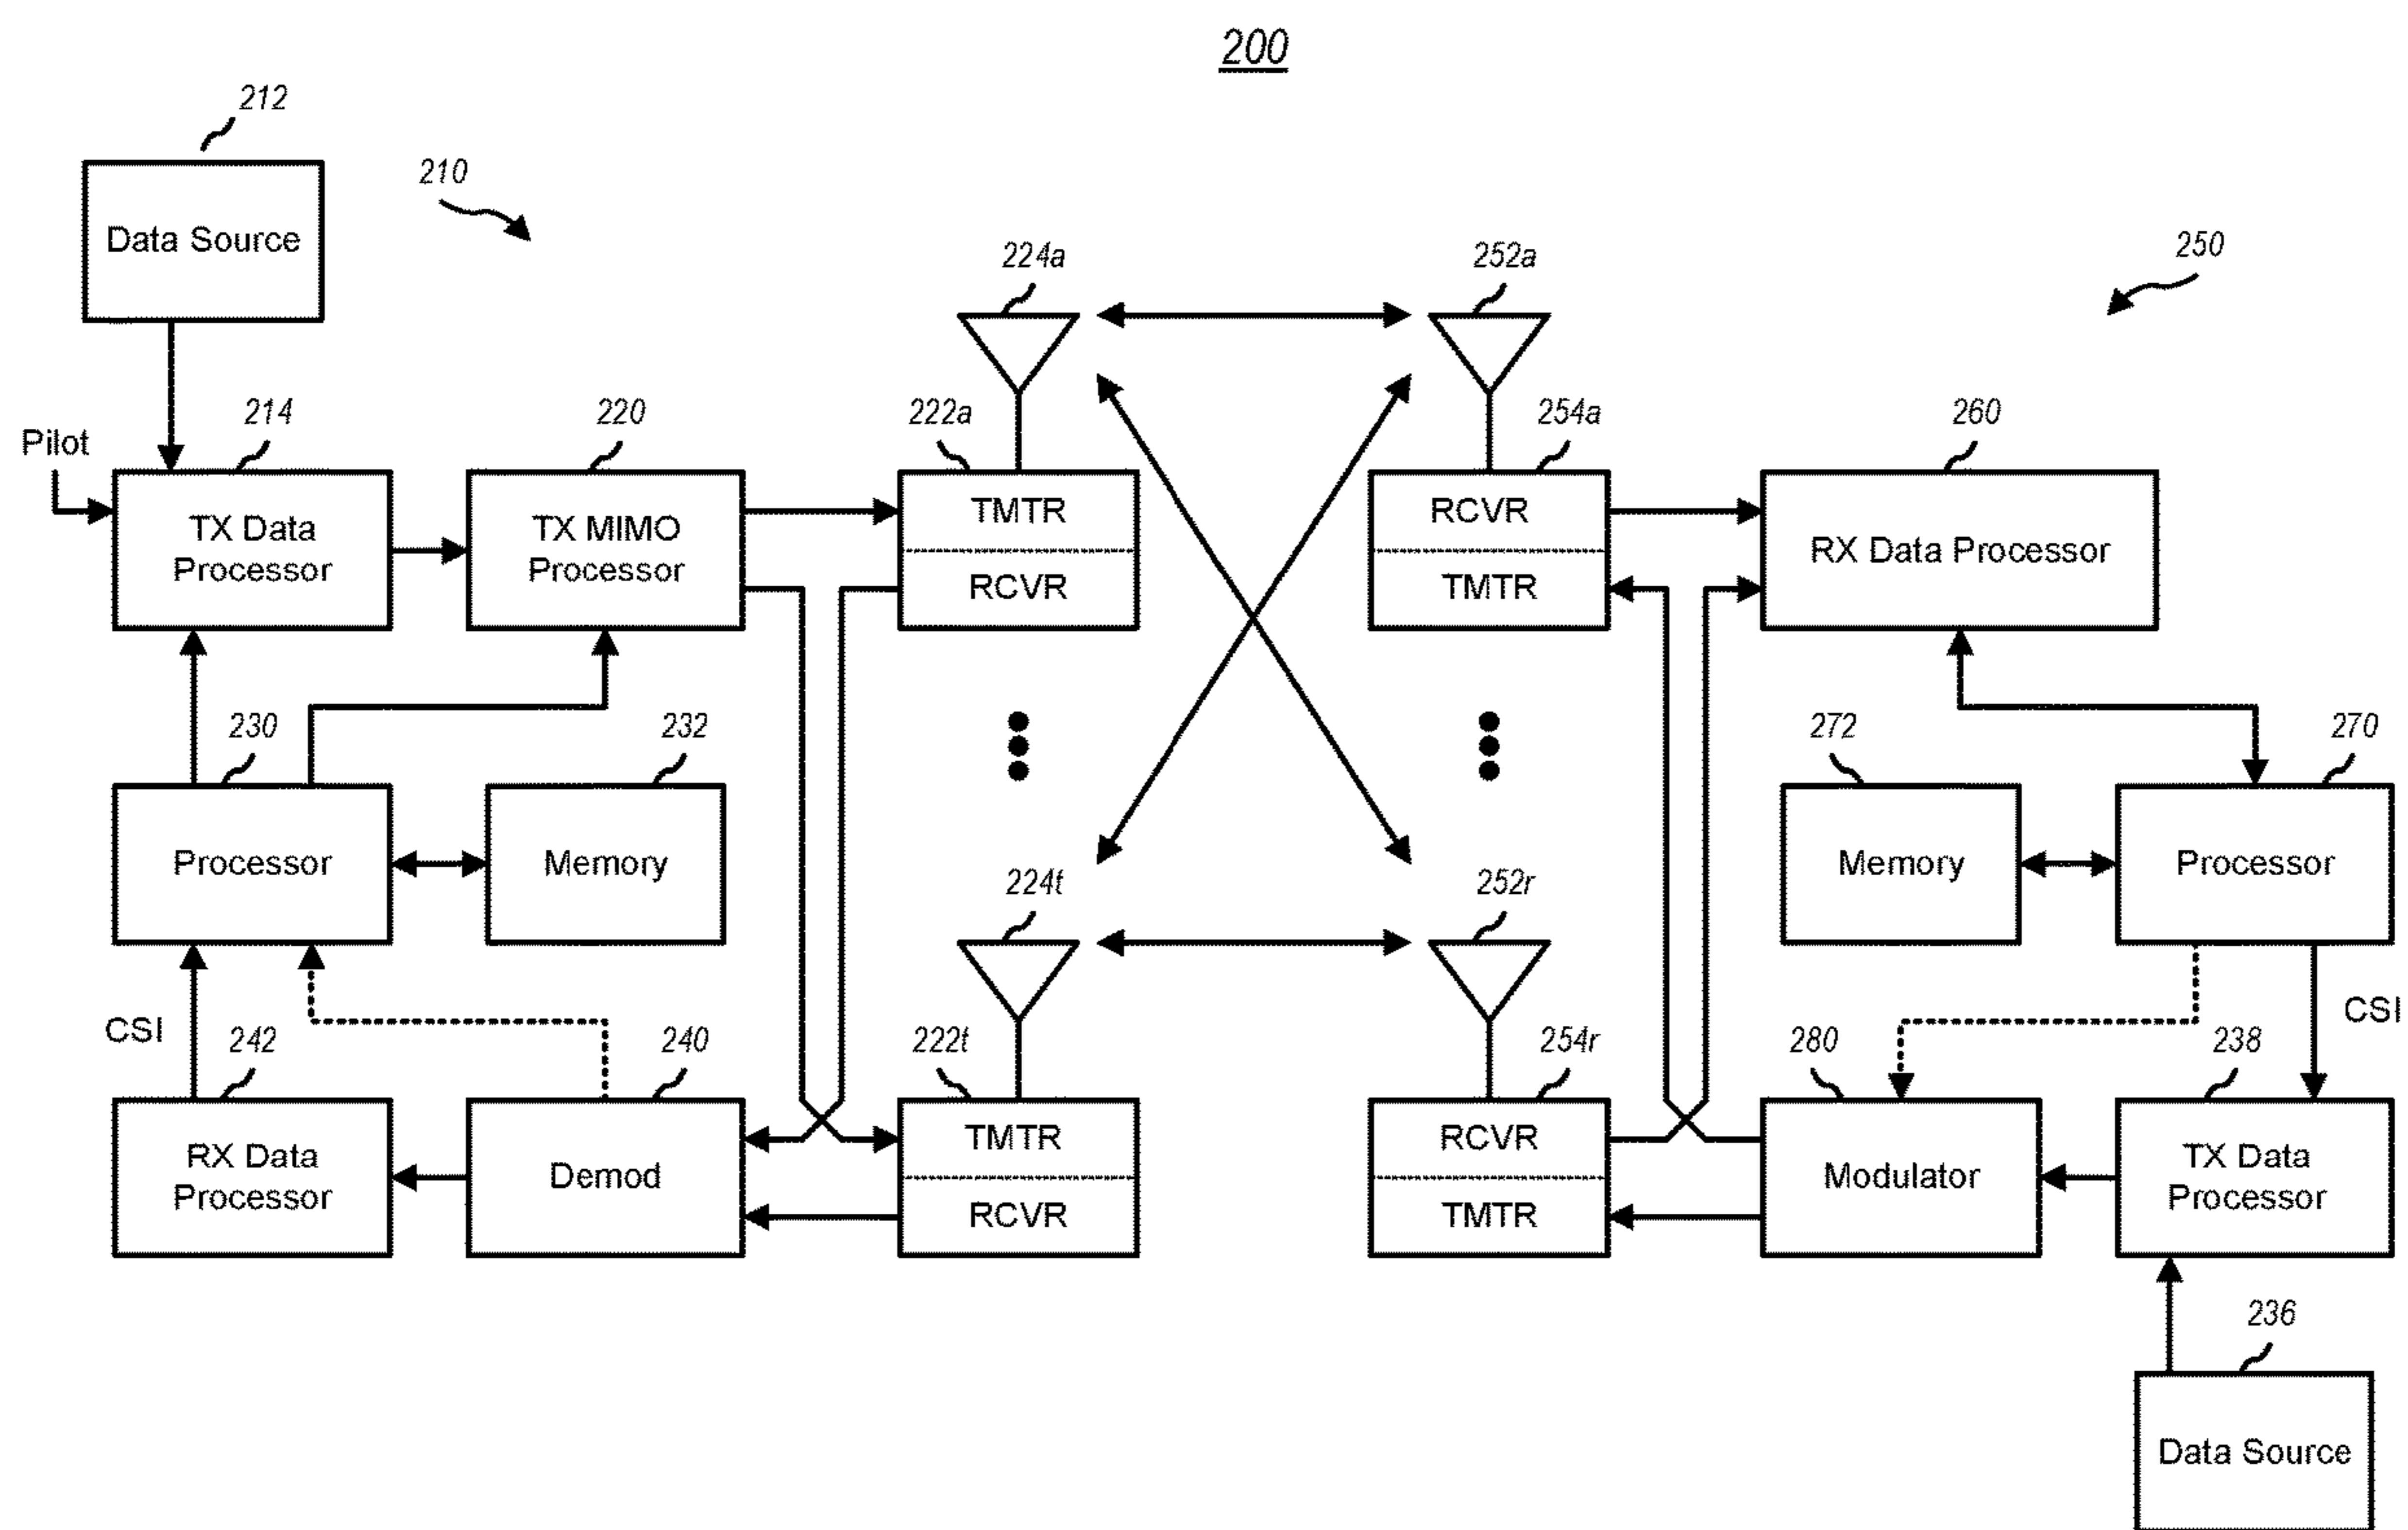 200
212
Data Source
210
250
224a
252a
Pilot
214
TX Data
Processor
220
TX MIMO
Processor
222a
TMTR
RCVR
254a
RCVR
TMTR
260
RX Data Processor
230
Processor
232
Memory
272
Memory
270
Processor
224t
252r
CSI
CSI
242
RX Data
Processor
240
Demod
222t
TMTR
RCVR
254r
RCVR
TMTR
280
Modulator
238
TX Data
Processor
236
Data Source